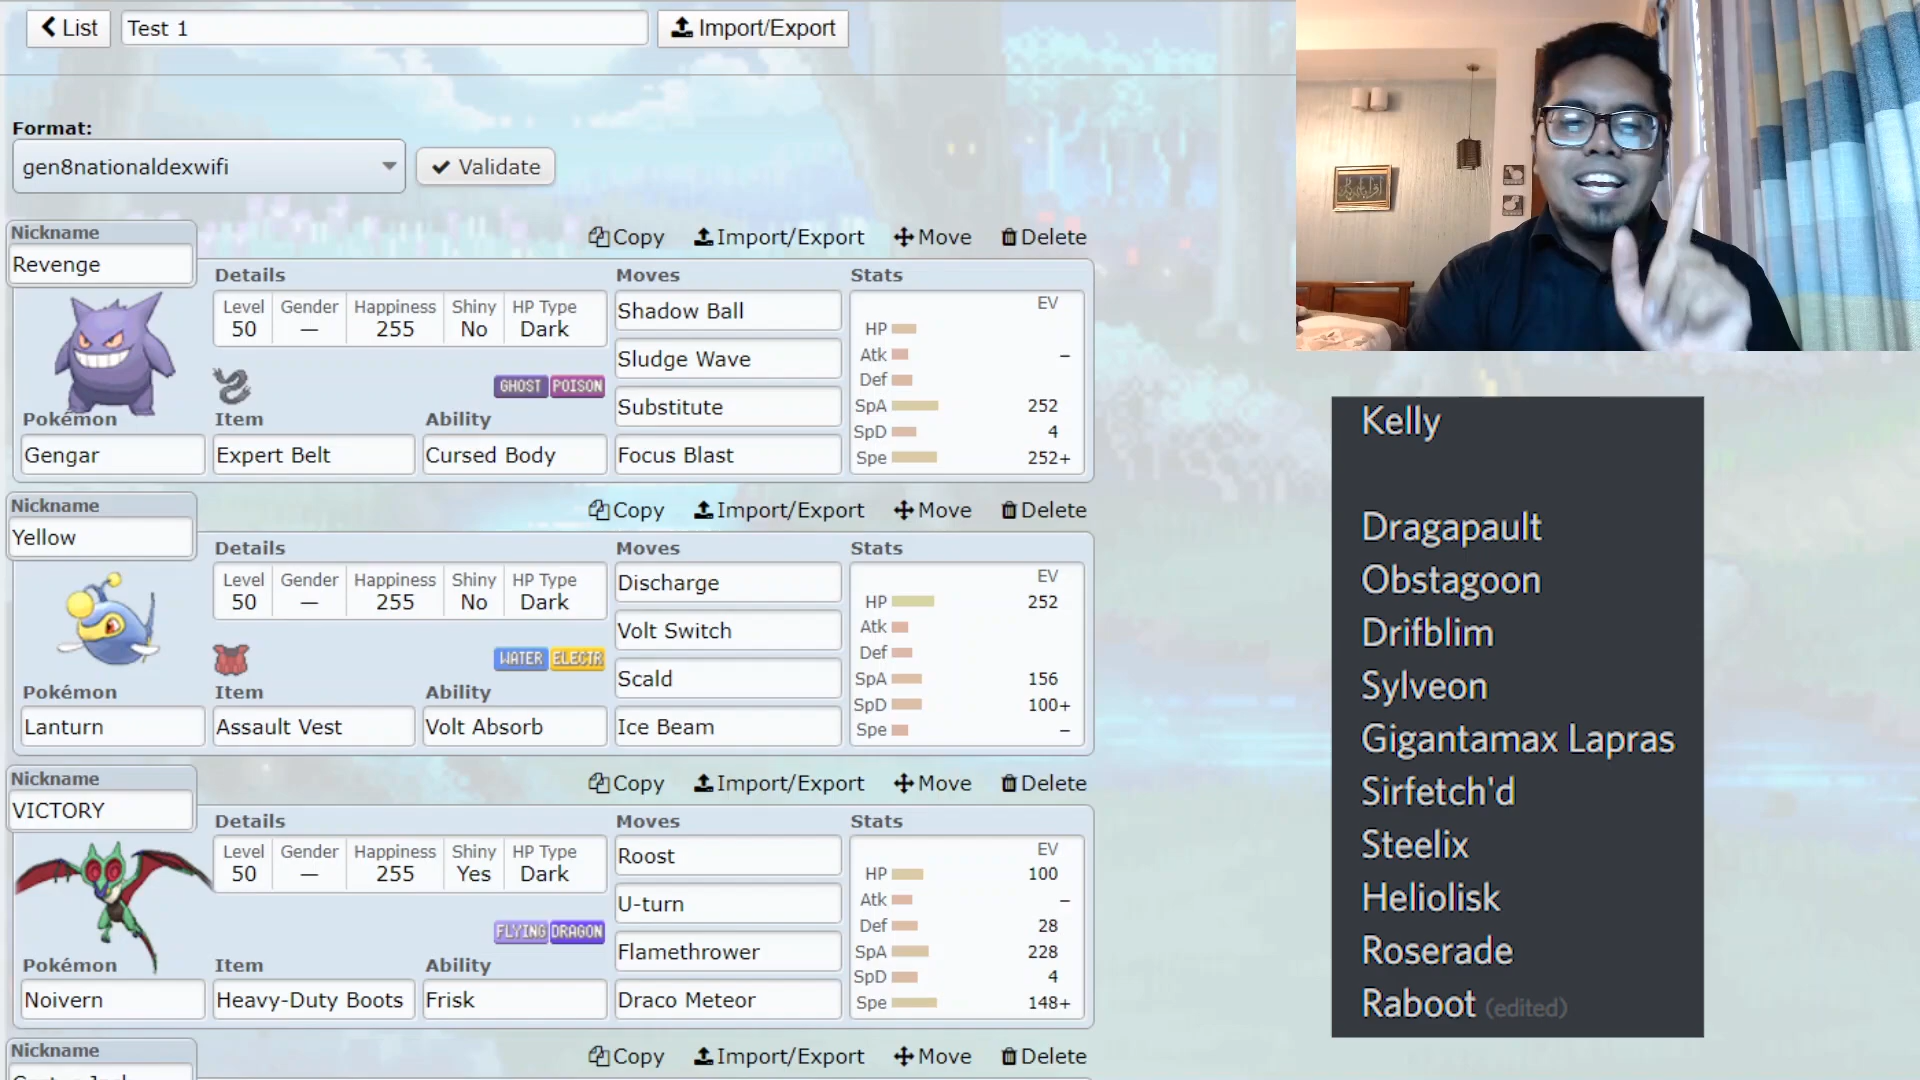 List
Test 1
Import/Export
Format:
gen8nationaldexwifi
Validate
Copy Import/Export Move Delete
Nickname
Revenge
Details Moves Stats
Level Gender Happiness Shiny HP Type
50 — 255 No Dark
GHOST POISON
Pokémon Item Ability
Gengar Expert Belt Cursed Body
Shadow Ball
Sludge Wave
Substitute
Focus Blast
EV
HP
Atk –
Def
SpA 252
SpD 4
Spe 252+
Copy Import/Export Move Delete
Nickname
Yellow
Details Moves Stats
Level Gender Happiness Shiny HP Type
50 — 255 No Dark
WATER ELECTR
Pokémon Item Ability
Lanturn Assault Vest Volt Absorb
Discharge
Volt Switch
Scald
Ice Beam
EV
HP 252
Atk
Def
SpA 156
SpD 100+
Spe –
Copy Import/Export Move Delete
Nickname
VICTORY
Details Moves Stats
Level Gender Happiness Shiny HP Type
50 — 255 Yes Dark
FLYING DRAGON
Pokémon Item Ability
Noivern Heavy-Duty Boots Frisk
Roost
U-turn
Flamethrower
Draco Meteor
EV
HP 100
Atk –
Def 28
SpA 228
SpD 4
Spe 148+
Copy Import/Export Move Delete
Nickname
Kelly
Dragapault
Obstagoon
Drifblim
Sylveon
Gigantamax Lapras
Sirfetch'd
Steelix
Heliolisk
Roserade
Raboot (edited)